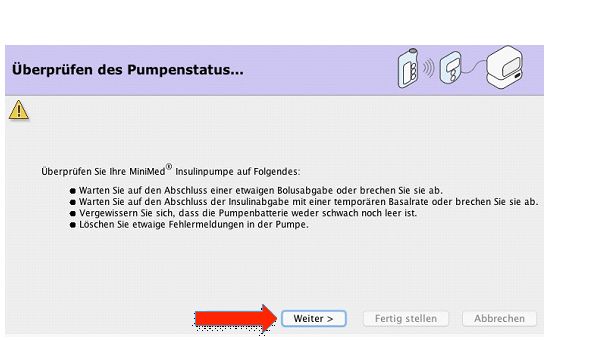 Überprüfen des Pumpenstatus...
Überprüfen Sie Ihre MiniMed® Insulinpumpe auf Folgendes:
● Warten Sie auf den Abschluss einer etwaigen Bolusabgabe oder brechen Sie sie ab.
● Warten Sie auf den Abschluss der Insulinabgabe mit einer temporären Basalrate oder brechen Sie sie ab.
● Vergewissern Sie sich, dass die Pumpenbatterie weder schwach noch leer ist.
● Löschen Sie etwaige Fehlermeldungen in der Pumpe.
Weiter > Fertig stellen Abbrechen